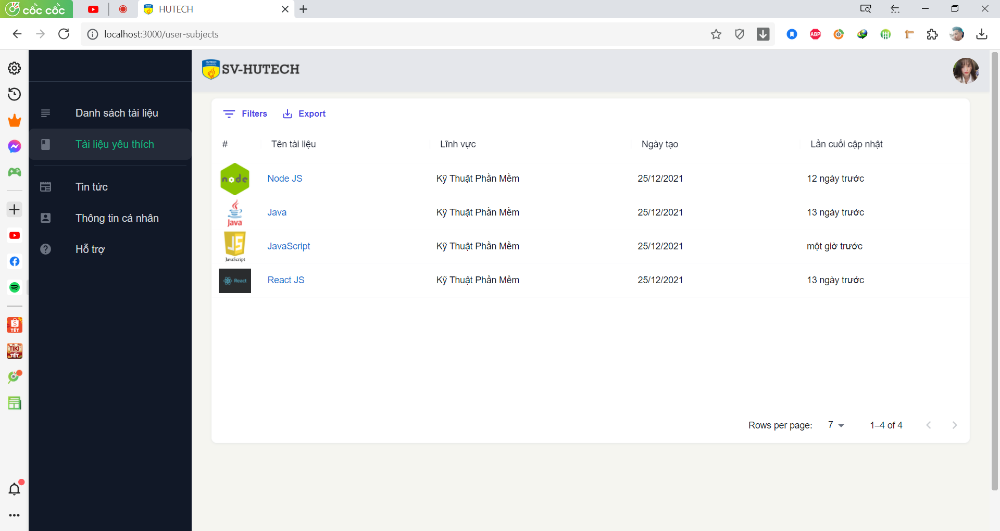 cốc cốc
HUTECH
localhost:3000/user-subjects
ABP
HUTECH
SV-HUTECH
Danh sách tài liệu
Tài liệu yêu thích
Tin tức
Thông tin cá nhân
Hỗ trợ
S
TẾT
TIKI
TẾT
Filters Export
# Tên tài liệu Lĩnh vực Ngày tạo Lần cuối cập nhật
node Node JS Kỹ Thuật Phần Mềm 25/12/2021 12 ngày trước
Java Java Kỹ Thuật Phần Mềm 25/12/2021 13 ngày trước
JS
JavaScript JavaScript Kỹ Thuật Phần Mềm 25/12/2021 một giờ trước
React React JS Kỹ Thuật Phần Mềm 25/12/2021 13 ngày trước
Rows per page: 7 1–4 of 4